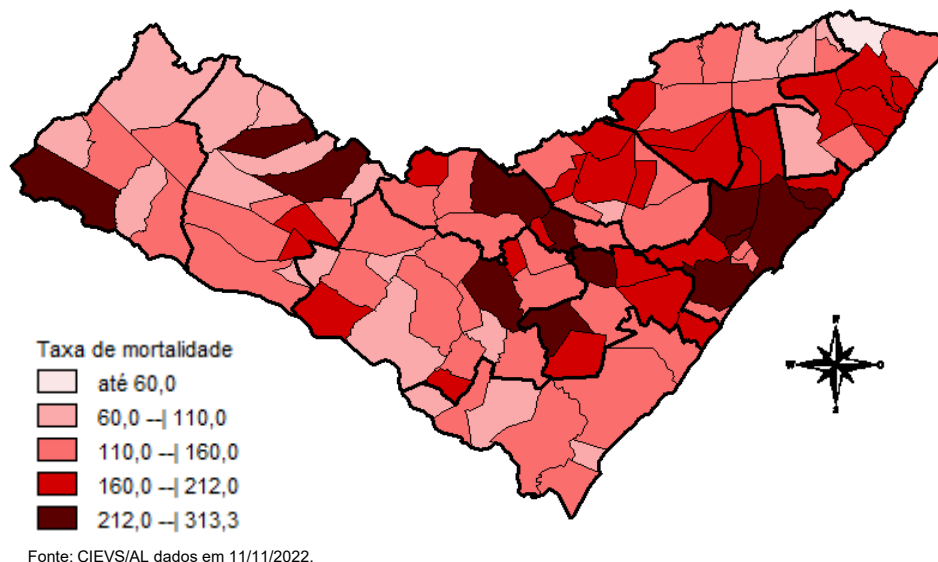 Taxa de mortalidade
até 60,0
60,0 --| 110,0
110,0 --| 160,0
160,0 --| 212,0
212,0 --| 313,3
Fonte: CIEVS/AL dados em 11/11/2022.